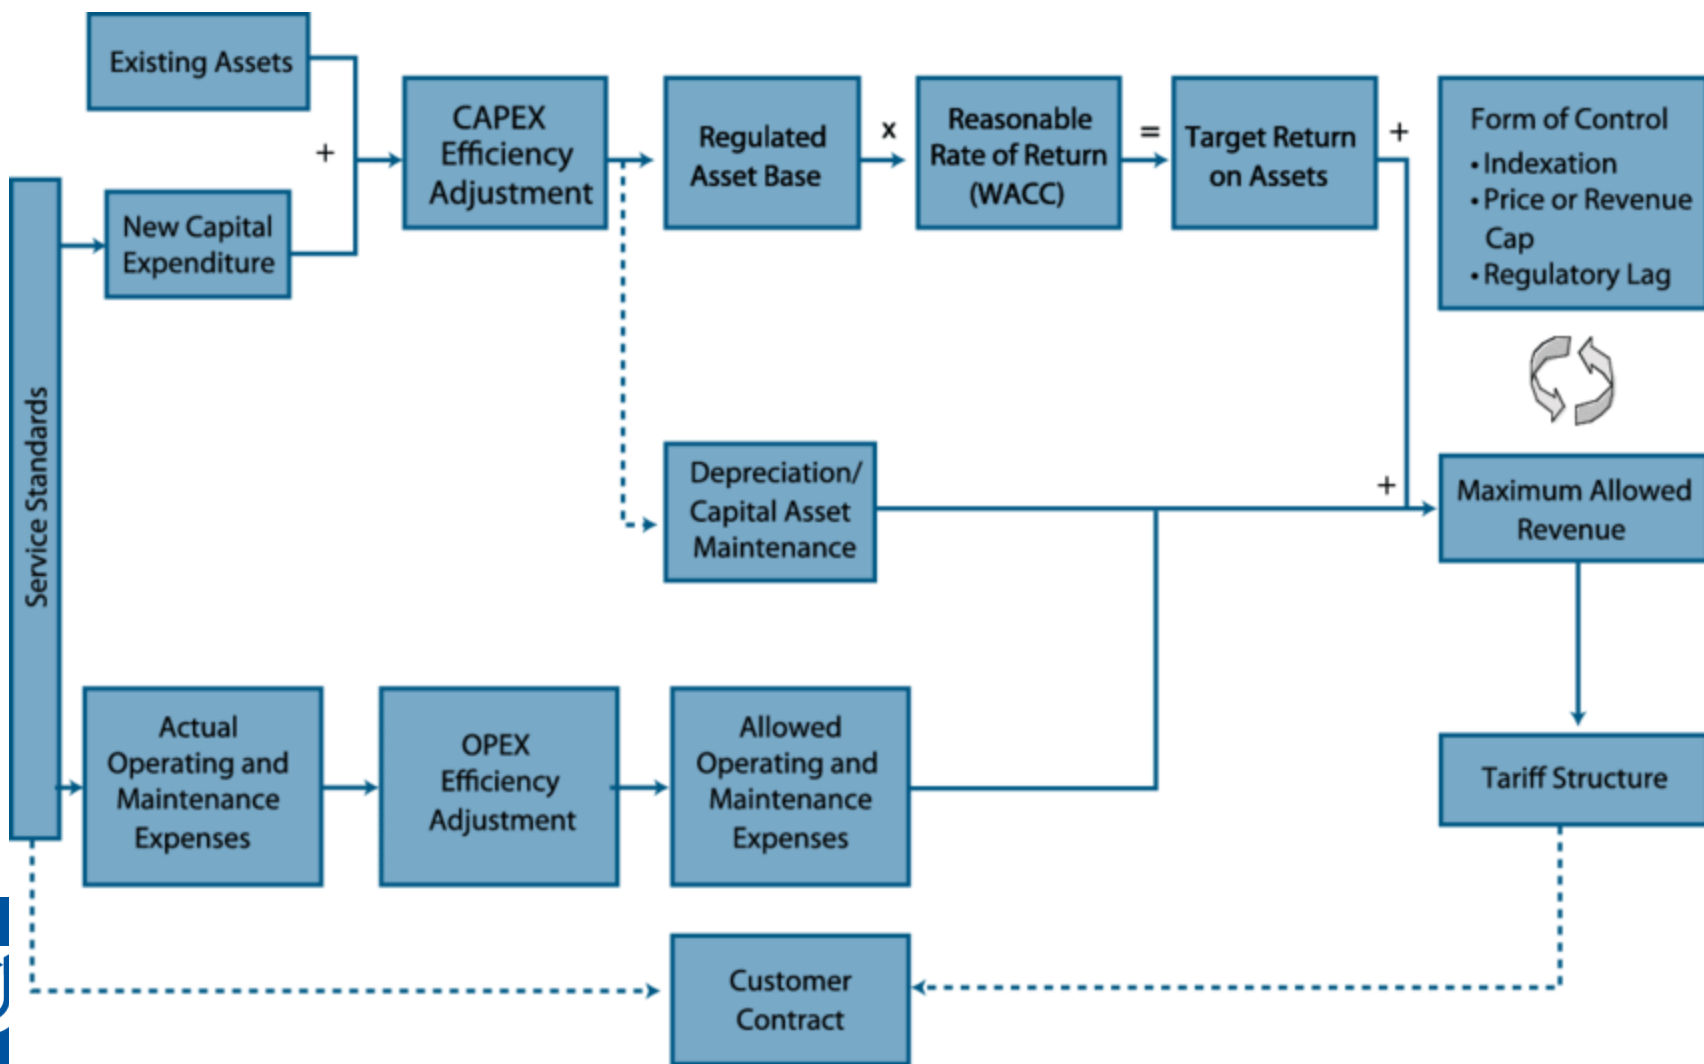 Existing Assets
+
New Capital
Expenditure
CAPEX
Efficiency
Adjustment
Regulated
Asset Base
x
Reasonable
Rate of Return
(WACC)
=
Target Return
on Assets
+
Form of Control
• Indexation
• Price or Revenue
Cap
• Regulatory Lag
Service Standards
Depreciation/
Capital Asset
Maintenance
+
Maximum Allowed
Revenue
Actual
Operating and
Maintenance
Expenses
OPEX
Efficiency
Adjustment
Allowed
Operating and
Maintenance
Expenses
Tariff Structure
Customer
Contract